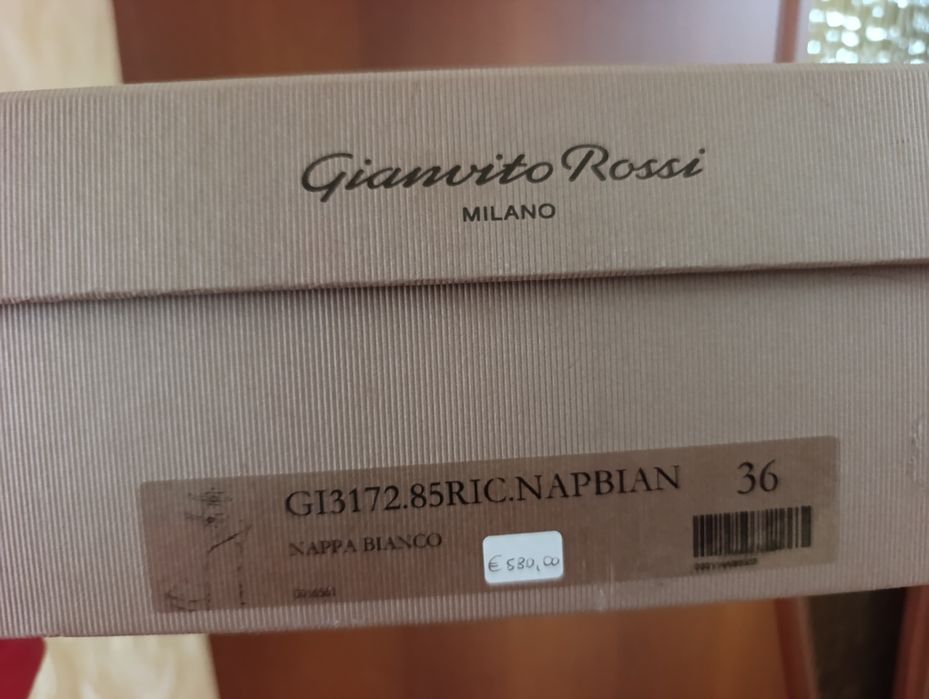 Gianvito Rossi
MILANO
GI3172.85RIC.NAPBIAN 36
NAPPA BIANCO
€ 580,00